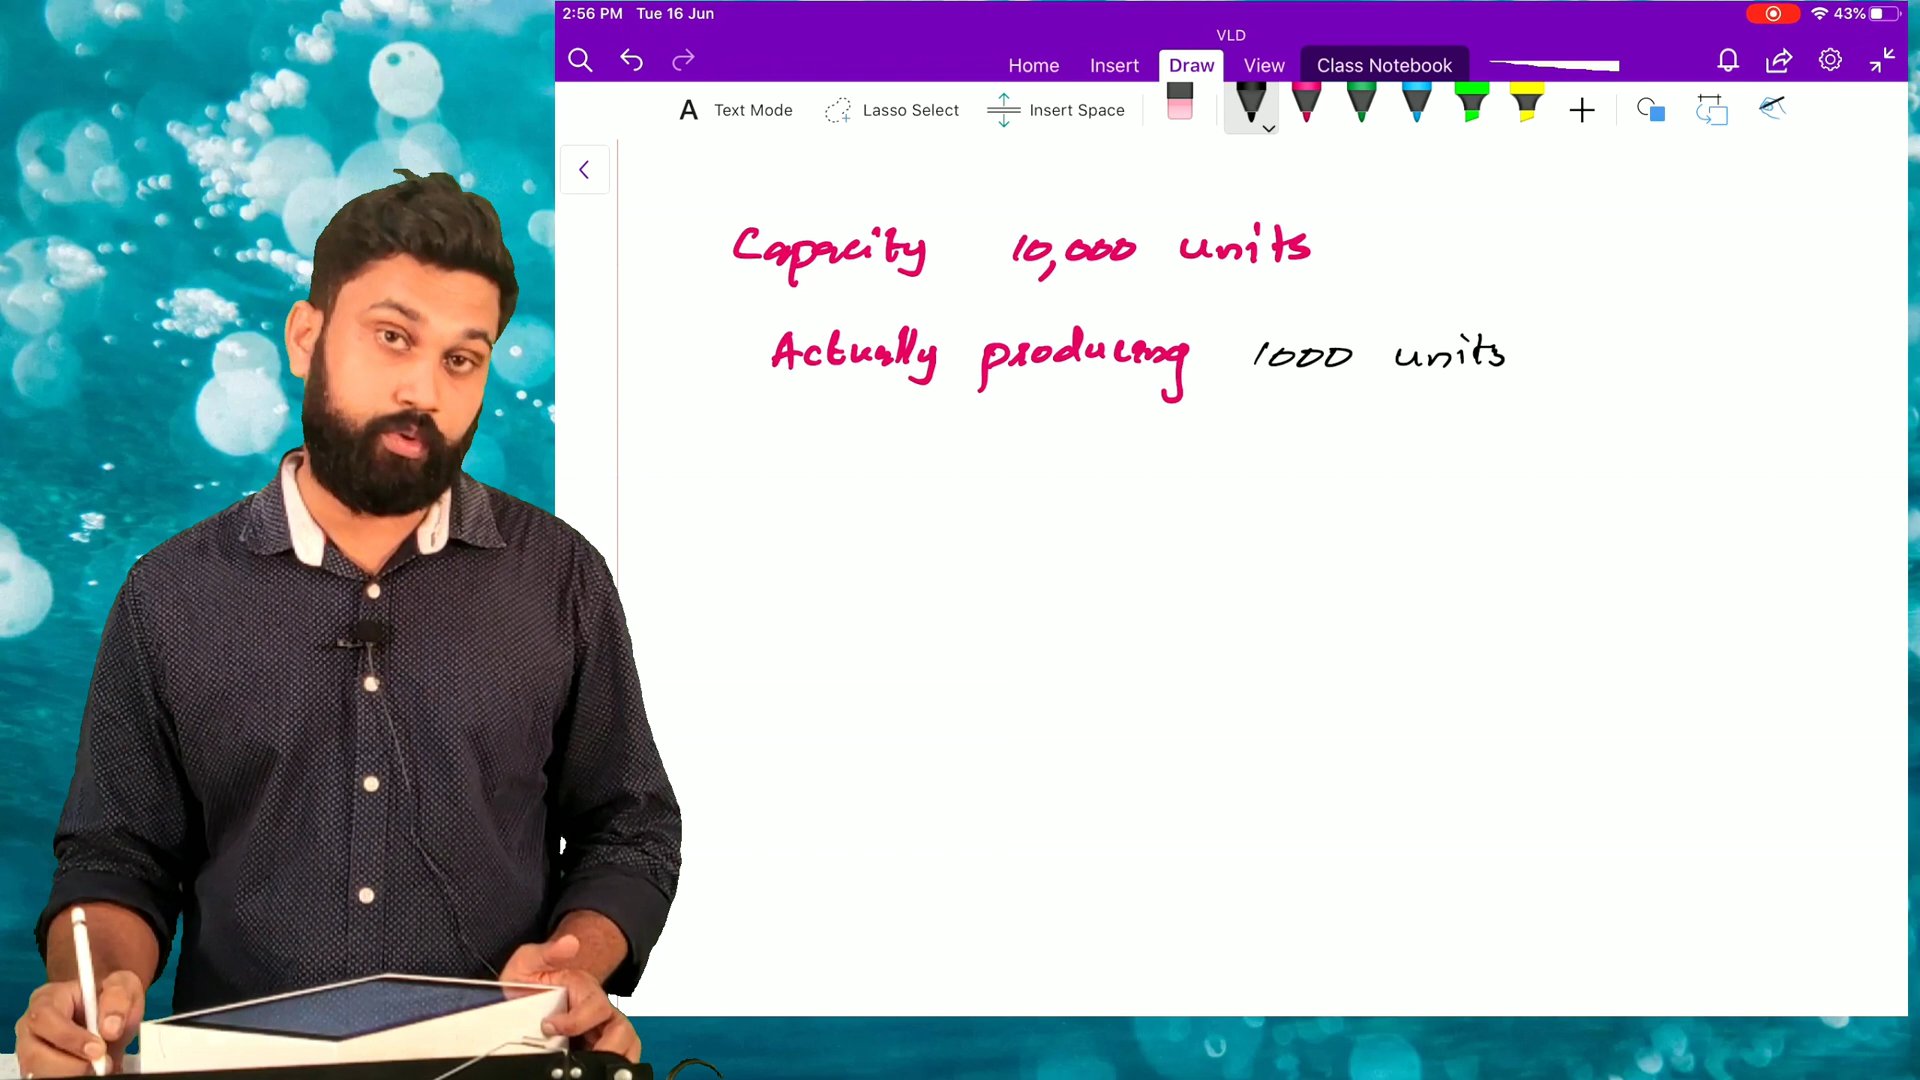 2:56 PM Tue 16 Jun
43%
VLD
Home Insert Draw View Class Notebook
A Text Mode Lasso Select Insert Space
Capacity 10,000 units
Actually producing 1000 units